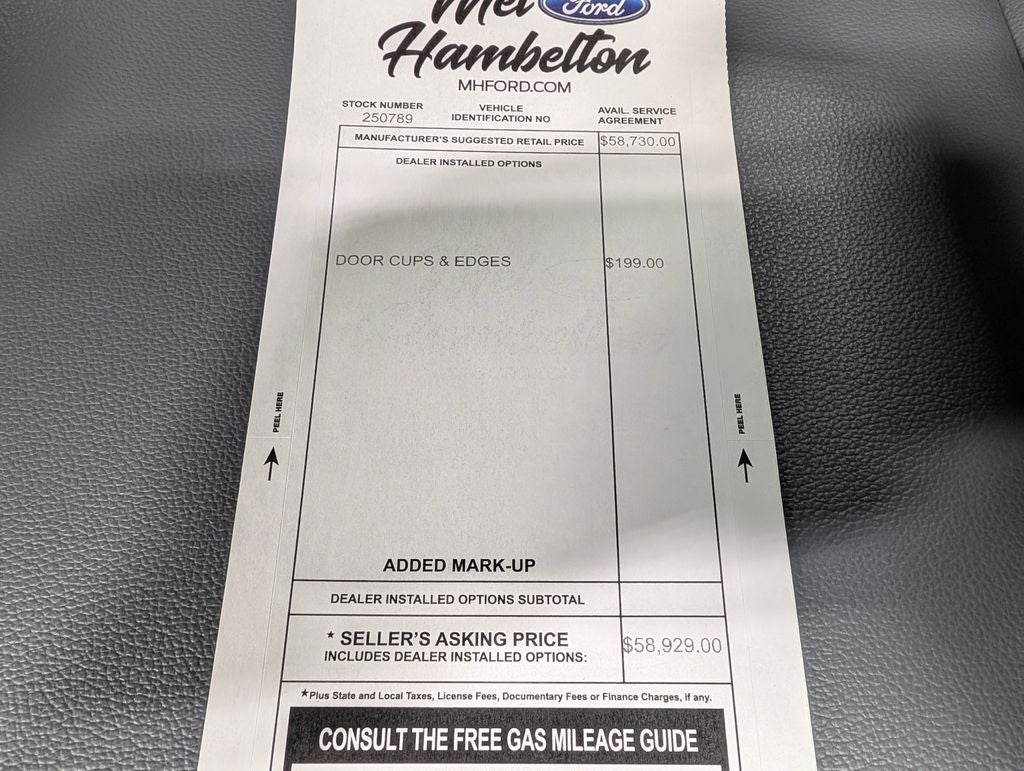 Mel Ford
Hambelton
MHFORD.COM
STOCK NUMBER
250789
VEHICLE
IDENTIFICATION NO
AVAIL. SERVICE
AGREEMENT
MANUFACTURER'S SUGGESTED RETAIL PRICE $58,730.00
DEALER INSTALLED OPTIONS
DOOR CUPS & EDGES $199.00
PEEL HERE
PEEL HERE
ADDED MARK-UP
DEALER INSTALLED OPTIONS SUBTOTAL
* SELLER'S ASKING PRICE $58,929.00
INCLUDES DEALER INSTALLED OPTIONS:
*Plus State and Local Taxes, License Fees, Documentary Fees or Finance Charges, if any.
CONSULT THE FREE GAS MILEAGE GUIDE